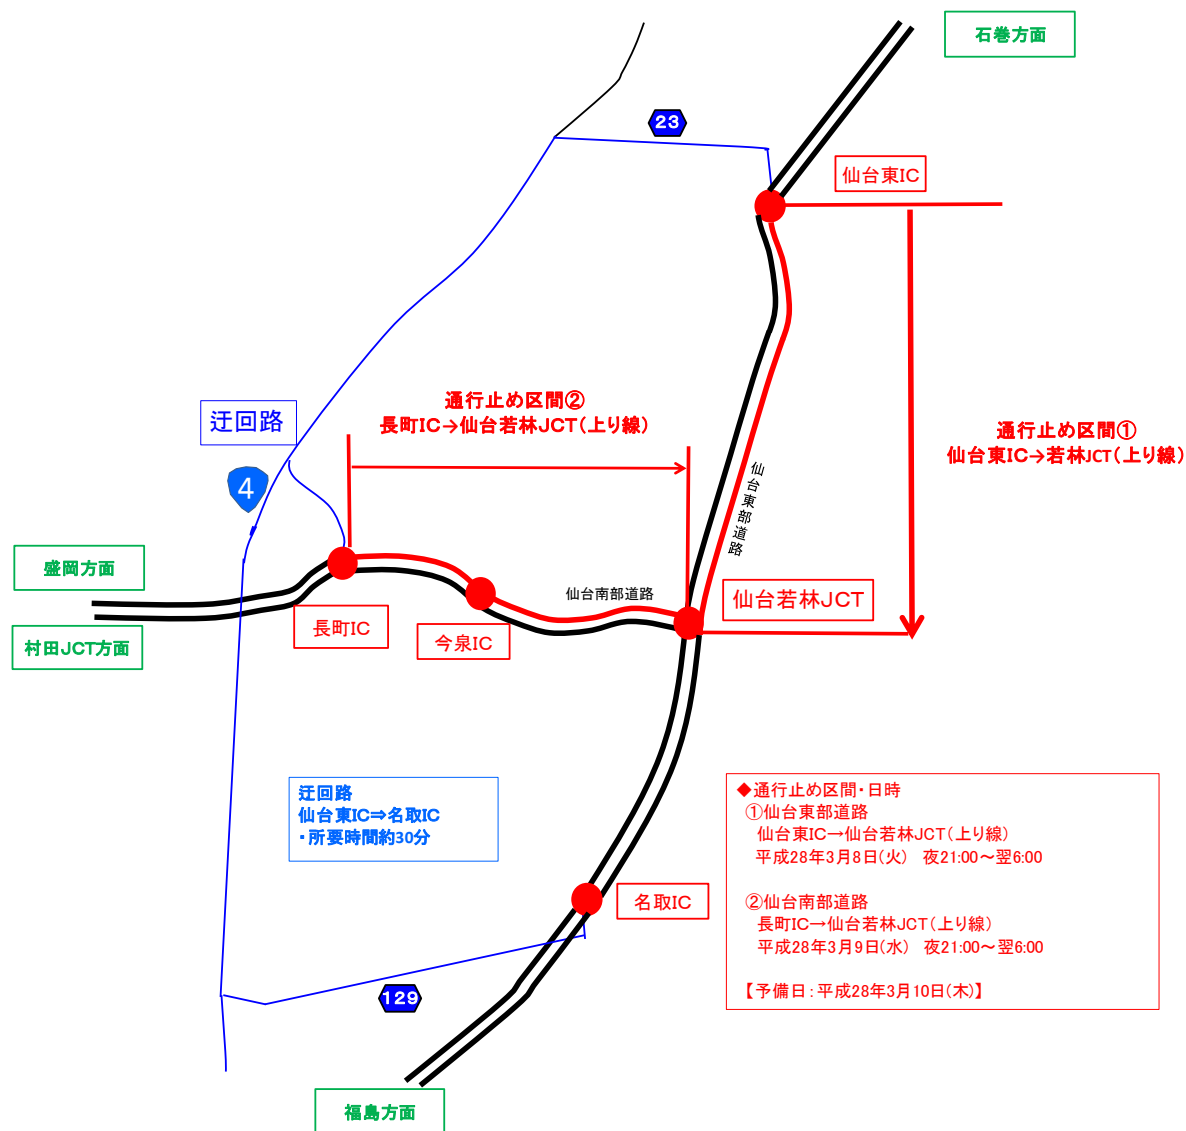 石巻方面
23
仙台東IC
迂回路
通行止め区間②
長町IC→仙台若林JCT(上り線)
通行止め区間①
仙台東IC→若林JCT(上り線)
4
仙台東部道路
盛岡方面
村田JCT方面
長町IC
今泉IC
仙台南部道路
仙台若林JCT
迂回路
仙台東IC⇒名取IC
・所要時間約30分
◆通行止め区間・日時
①仙台東部道路
仙台東IC→仙台若林JCT(上り線)
平成28年3月8日(火) 夜21:00～翌6:00
②仙台南部道路
長町IC→仙台若林JCT(上り線)
平成28年3月9日(水) 夜21:00～翌6:00
【予備日:平成28年3月10日(木)】
名取IC
129
福島方面